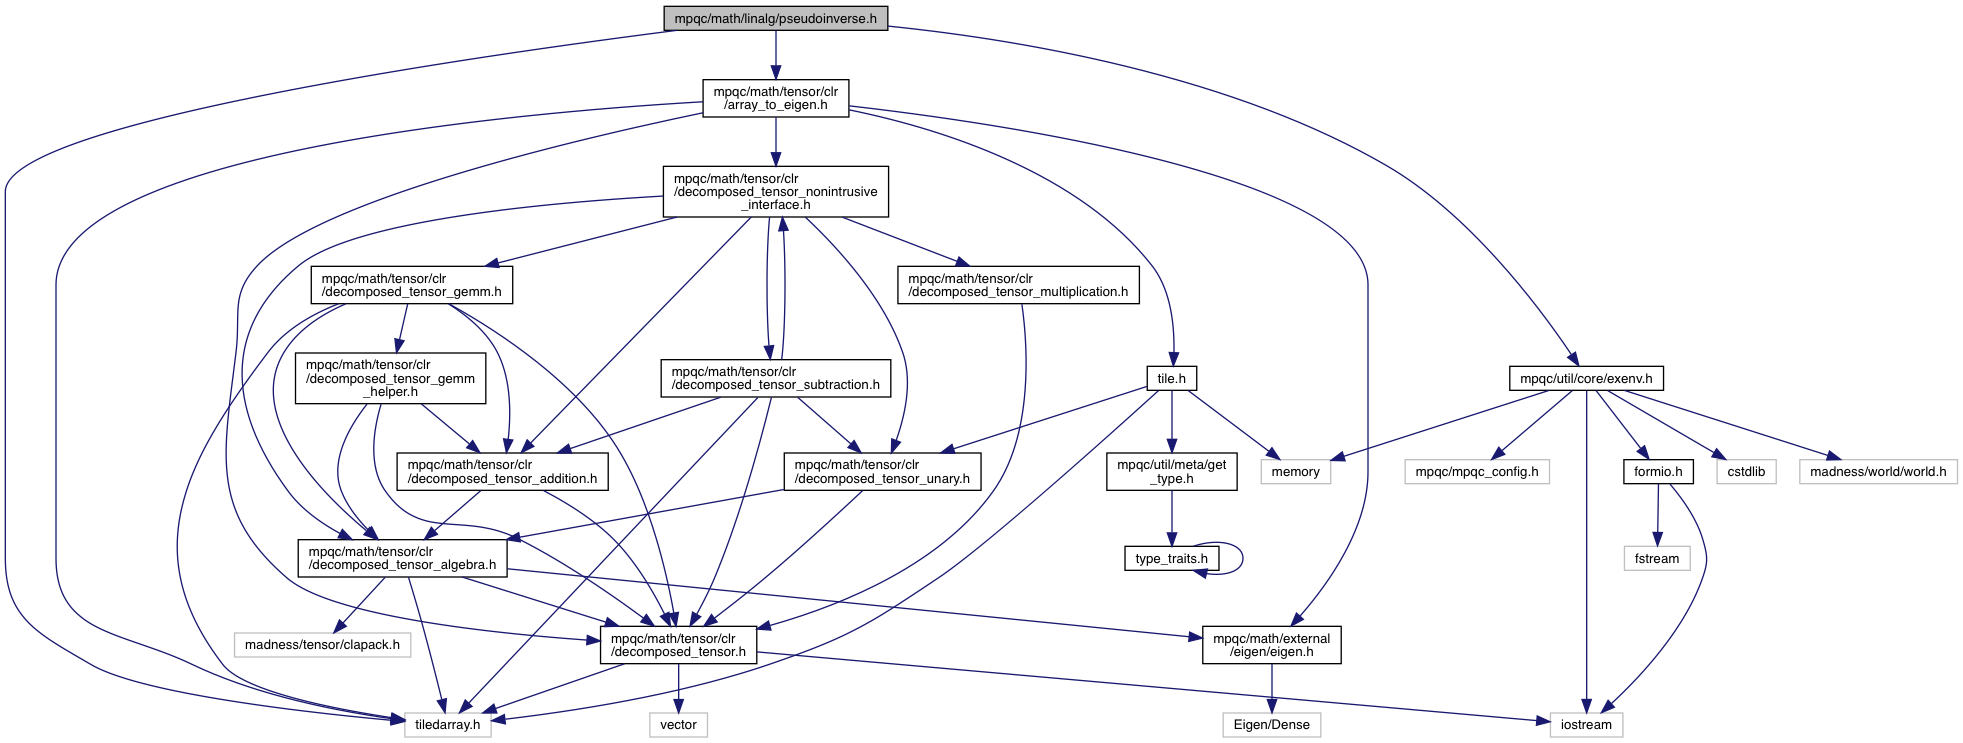 mpqc/math/linalg/pseudoinverse.h
mpqc/math/tensor/clr
/array_to_eigen.h
mpqc/math/tensor/clr
/decomposed_tensor_nonintrusive
_interface.h
mpqc/math/tensor/clr
/decomposed_tensor_gemm.h
mpqc/math/tensor/clr
/decomposed_tensor_multiplication.h
mpqc/math/tensor/clr
/decomposed_tensor_gemm
_helper.h
mpqc/math/tensor/clr
/decomposed_tensor_subtraction.h
tile.h
mpqc/util/core/exenv.h
mpqc/math/tensor/clr
/decomposed_tensor_addition.h
mpqc/math/tensor/clr
/decomposed_tensor_unary.h
mpqc/util/meta/get
_type.h
memory
mpqc/mpqc_config.h
formio.h
cstdlib
madness/world/world.h
mpqc/math/tensor/clr
/decomposed_tensor_algebra.h
type_traits.h
fstream
madness/tensor/clapack.h
mpqc/math/tensor/clr
/decomposed_tensor.h
mpqc/math/external
/eigen/eigen.h
tiledarray.h
vector
Eigen/Dense
iostream